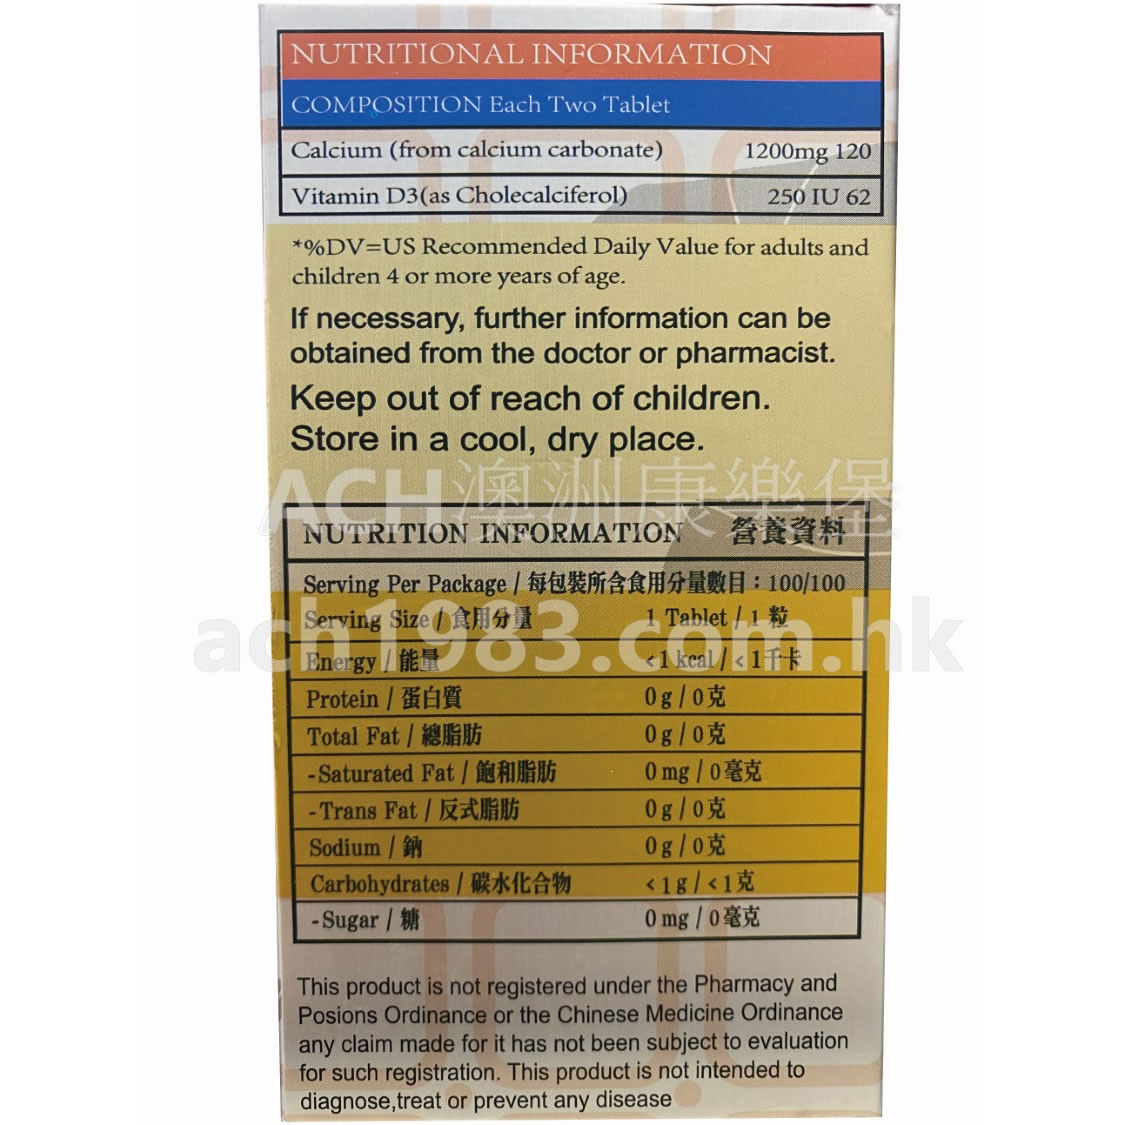 NUTRITIONAL INFORMATION
COMPOSITION Each Two Tablet
Calcium (from calcium carbonate) 1200mg 120
Vitamin D3(as Cholecalciferol) 250 IU 62
*%DV=US Recommended Daily Value for adults and
children 4 or more years of age.
If necessary, further information can be
obtained from the doctor or pharmacist.
Keep out of reach of children.
Store in a cool, dry place.
ACH澳洲康樂堡
NUTRITION INFORMATION 營養資料
Serving Per Package / 每包裝所含食用分量數目：100/100
Serving Size / 食用分量 1 Tablet / 1 粒
ach1983.com.hk
Energy / 能量 <1 kcal / <1千卡
Protein / 蛋白質 0 g / 0克
Total Fat / 總脂肪 0 g / 0克
-Saturated Fat / 飽和脂肪 0 mg / 0毫克
-Trans Fat / 反式脂肪 0 g / 0克
Sodium / 鈉 0 g / 0克
Carbohydrates / 碳水化合物 <1 g / <1克
-Sugar / 糖 0 mg / 0毫克
This product is not registered under the Pharmacy and
Posions Ordinance or the Chinese Medicine Ordinance
any claim made for it has not been subject to evaluation
for such registration. This product is not intended to
diagnose,treat or prevent any disease